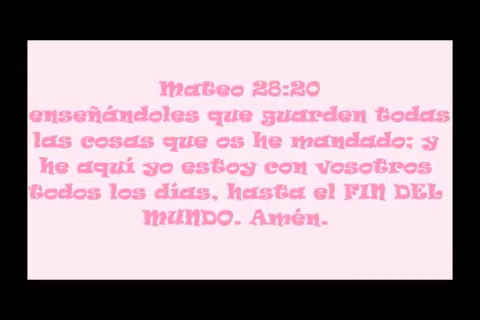 Mateo 28:20
enseñándoles que guarden todas
las cosas que os he mandado; y
he aquí yo estoy con vosotros
todos los días, hasta el FIN DEL
MUNDO. Amén.